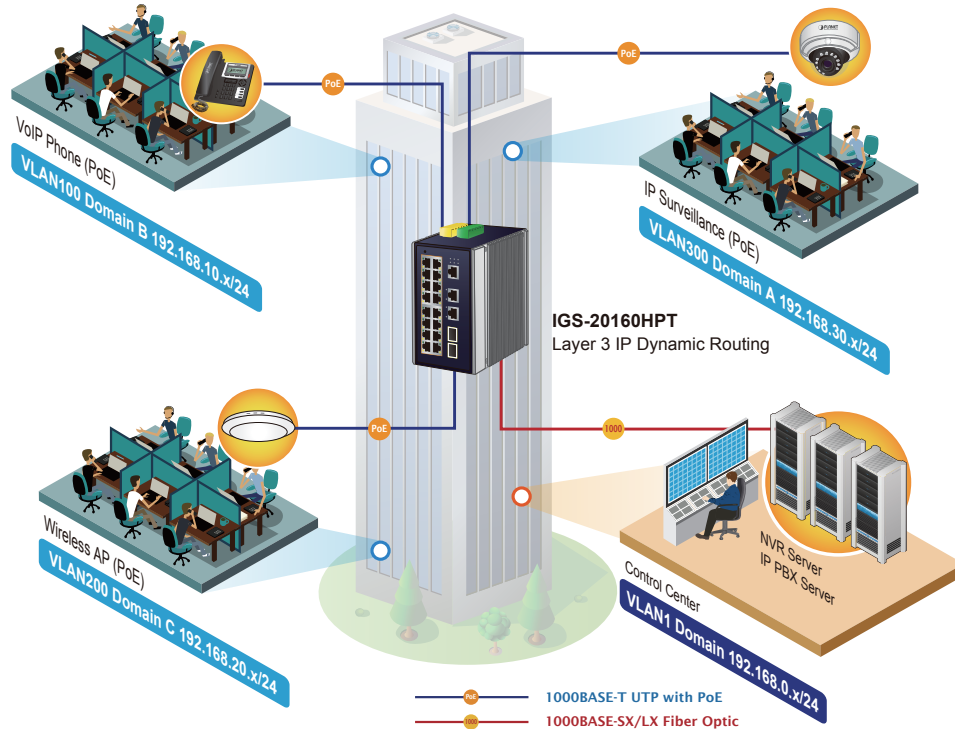 PoE
PoE
PLANET
VoIP Phone (PoE)
VLAN100 Domain B 192.168.10.x/24
IP Surveillance (PoE)
VLAN300 Domain A 192.168.30.x/24
IGS-20160HPT
Layer 3 IP Dynamic Routing
PoE
1000
Wireless AP (PoE)
VLAN200 Domain C 192.168.20.x/24
NVR Server
IP PBX Server
Control Center
VLAN1 Domain 192.168.0.x/24
PoE
1000BASE-T UTP with PoE
1000
1000BASE-SX/LX Fiber Optic